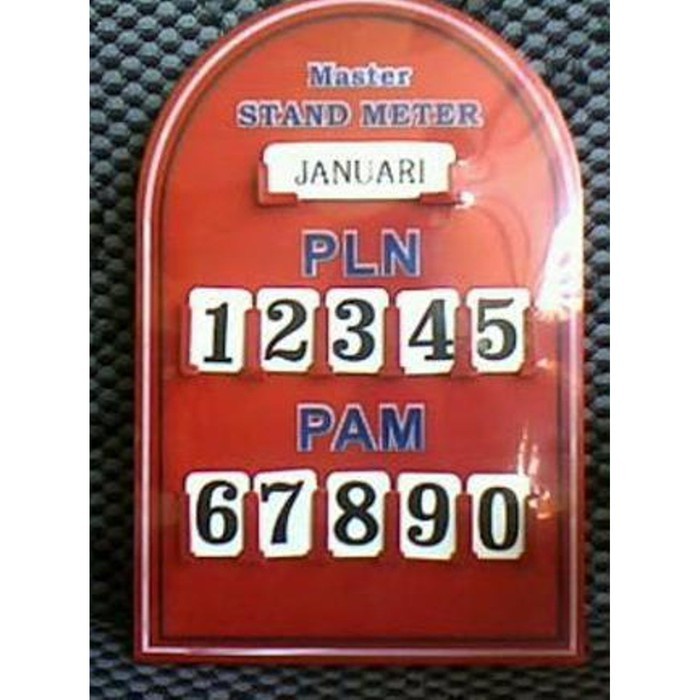 Master
STAND METER
JANUARI
PLN
12345
PAM
67890